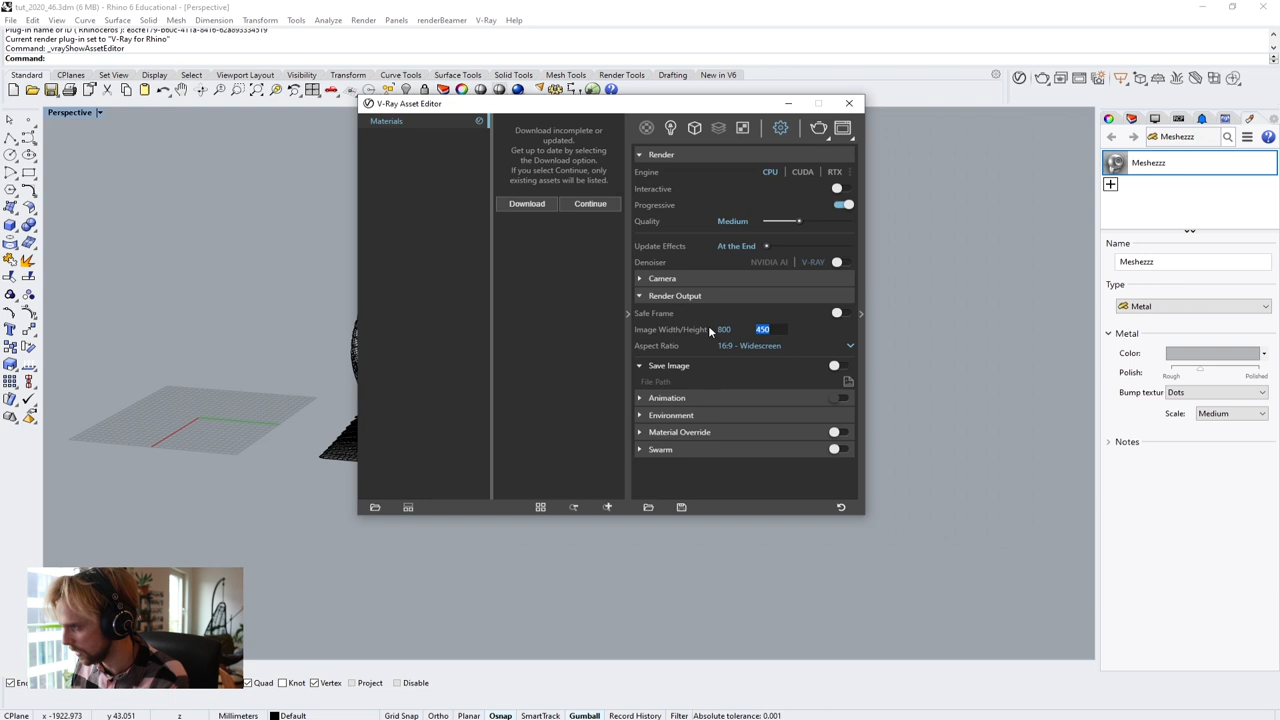 tut_2020_46.3dm (6 MB) - Rhino 6 Educational - [Perspective]
File Edit View Curve Surface Solid Mesh Dimension Transform Tools Analyze Render Panels renderBeamer V-Ray Help
Current render plug-in set to "V-Ray for Rhino"
Command: _vrayShowAssetEditor
Command:
Standard CPlanes Set View Display Select Viewport Layout Visibility Transform Curve Tools Surface Tools Solid Tools Mesh Tools Render Tools Drafting New in V6
Perspective
V-Ray Asset Editor
Materials
Download incomplete or
updated.
Get up to date by selecting
the Download option.
If you select Continue, only
existing assets will be listed.
Download Continue
Render
Engine CPU CUDA RTX
Interactive
Progressive
Quality Medium
Update Effects At the End
Denoiser NVIDIA AI V-RAY
Camera
Render Output
Safe Frame
Image Width/Height 800 450
Aspect Ratio 16:9 - Widescreen
Save Image
File Path
Animation
Environment
Material Override
Swarm
Meshezzz
Meshezzz
Name
Meshezzz
Type
Metal
Metal
Color:
Polish:
Rough Polished
Bump textur Dots
Scale: Medium
Notes
Quad Knot Vertex Project Disable
CPlane x -1922.973 y 43.051 z Millimeters Default Grid Snap Ortho Planar Osnap SmartTrack Gumball Record History Filter Absolute tolerance: 0.001